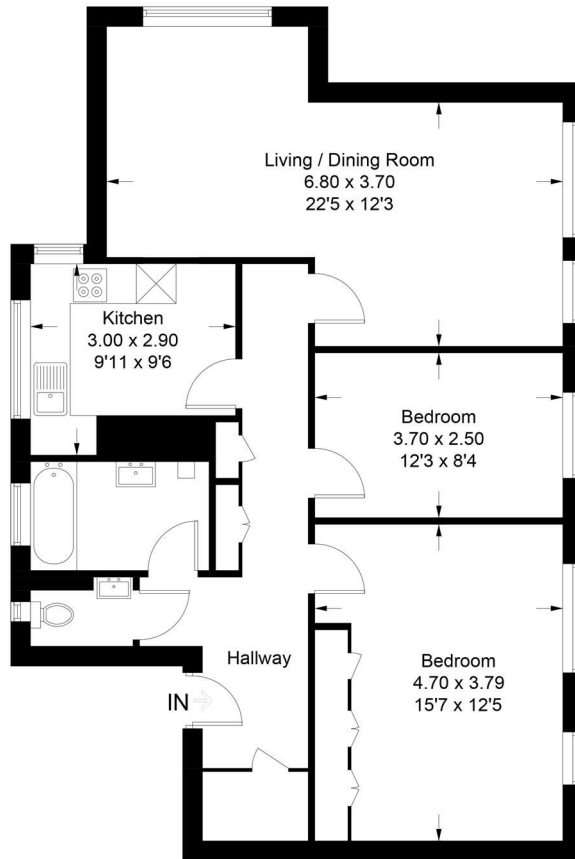 Living / Dining Room
6.80 x 3.70
22'5 x 12'3
Kitchen
3.00 x 2.90
9'11 x 9'6
Bedroom
3.70 x 2.50
12'3 x 8'4
Hallway
Bedroom
4.70 x 3.79
15'7 x 12'5
IN